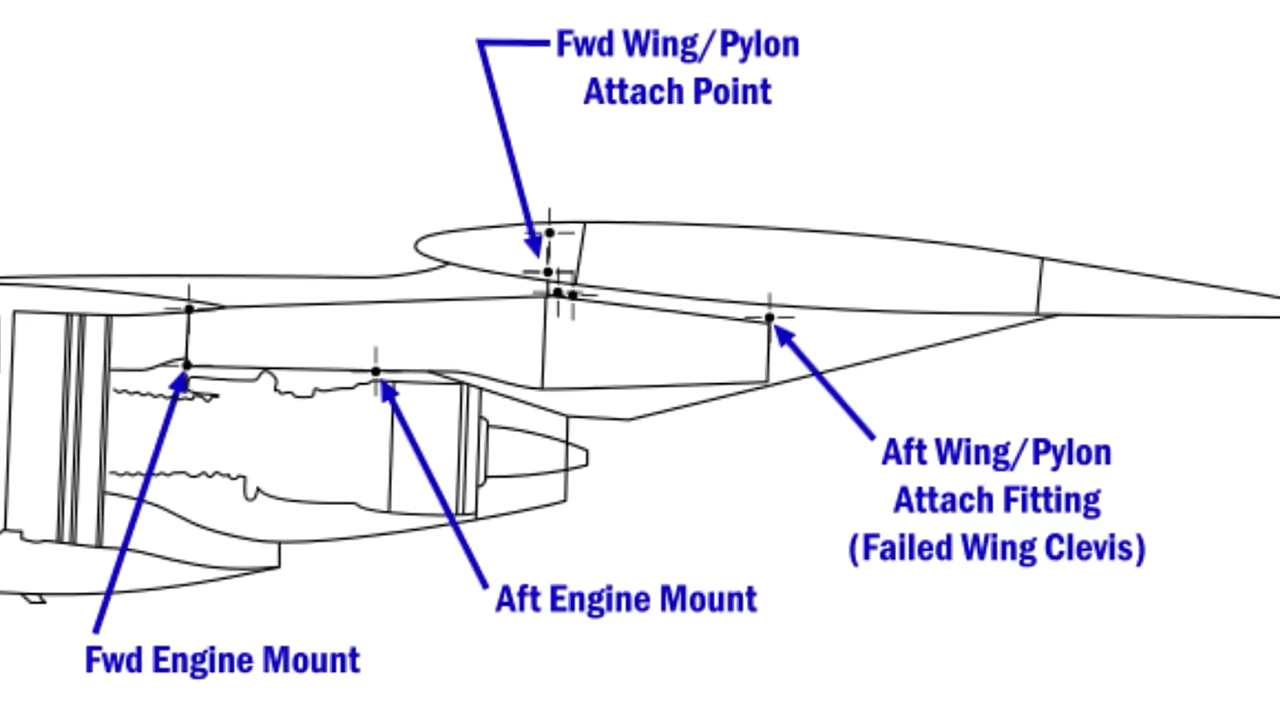 Fwd Wing/Pylon
Attach Point
Aft Wing/Pylon
Attach Fitting
(Failed Wing Clevis)
Aft Engine Mount
Fwd Engine Mount